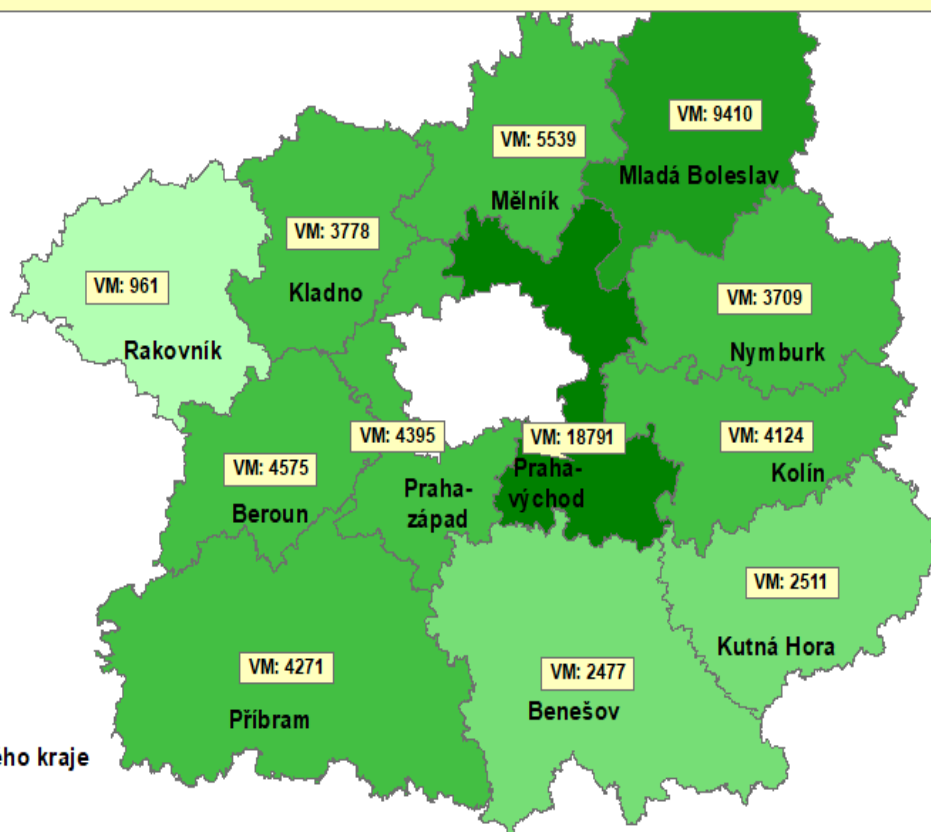 VM: 9410
Mladá Boleslav
VM: 5539
Mělník
VM: 3778
Kladno
VM: 961
Rakovník
VM: 3709
Nymburk
VM: 4395
Praha-
západ
VM: 18791
Praha-
východ
VM: 4124
Kolín
VM: 4575
Beroun
VM: 2511
Kutná Hora
VM: 4271
Příbram
VM: 2477
Benešov
kraje